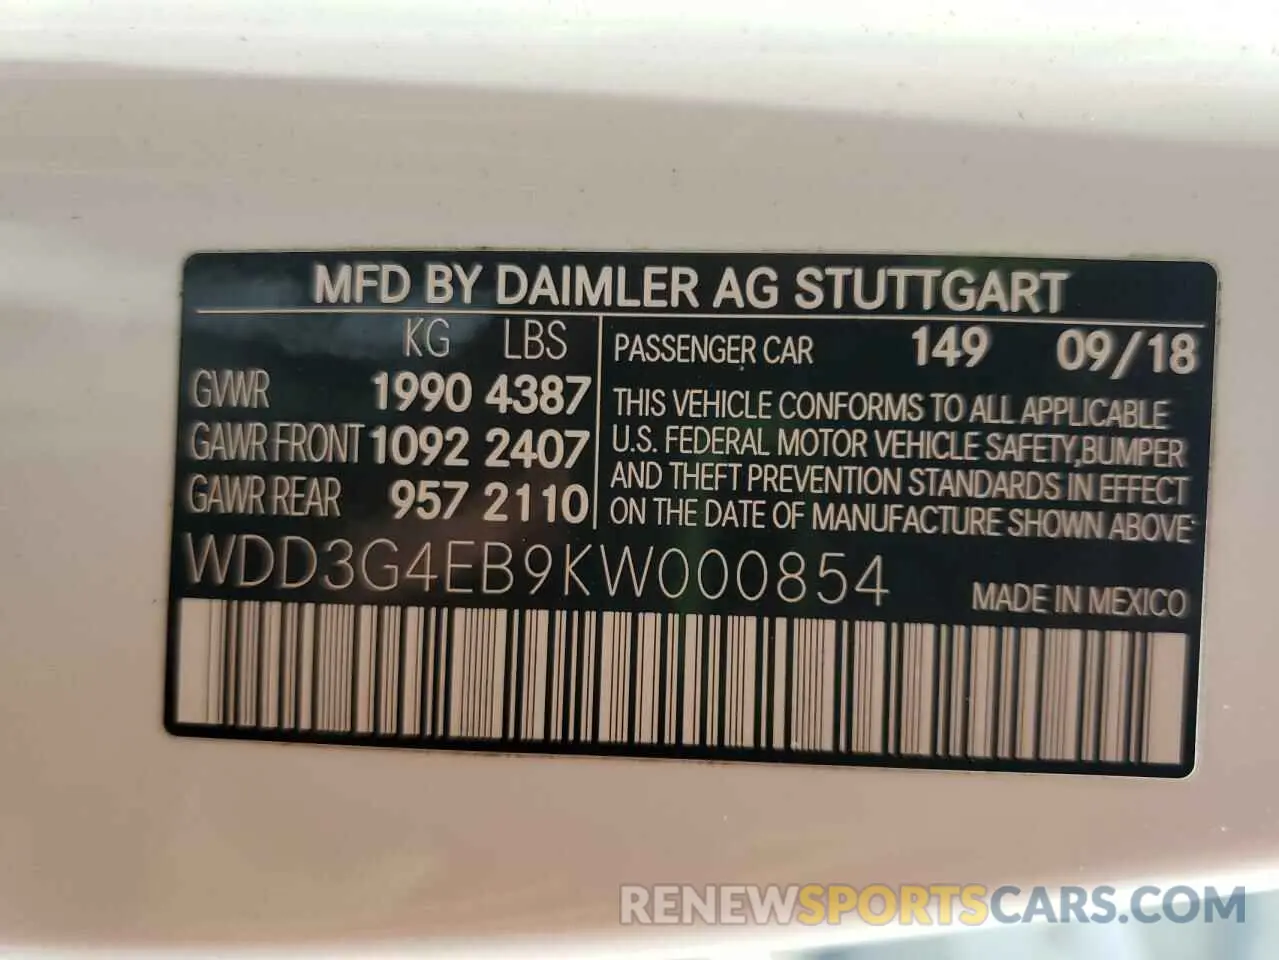 MFD BY DAIMLER AG STUTTGART
KG LBS
GVWR 1990 4387
GAWR FRONT 1092 2407
GAWR REAR 957 2110
PASSENGER CAR 149 09/18
THIS VEHICLE CONFORMS TO ALL APPLICABLE
U.S. FEDERAL MOTOR VEHICLE SAFETY,BUMPER
AND THEFT PREVENTION STANDARDS IN EFFECT
ON THE DATE OF MANUFACTURE SHOWN ABOVE
WDD3G4EB9KW000854
MADE IN MEXICO
RENEWSPORTSCARS.COM